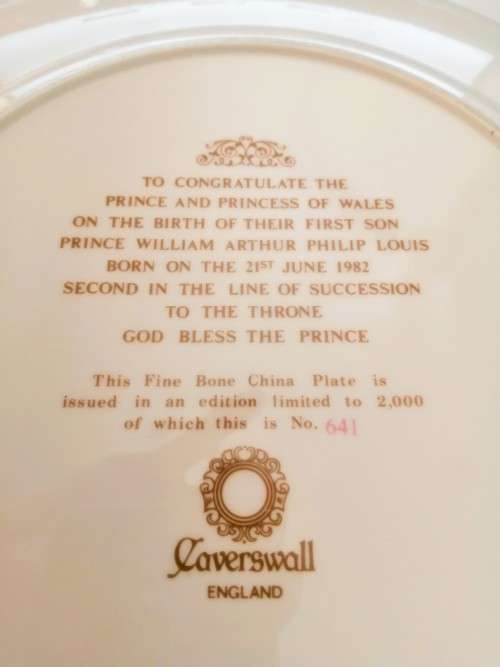 TO CONGRATULATE THE
PRINCE AND PRINCESS OF WALES
ON THE BIRTH OF THEIR FIRST SON
PRINCE WILLIAM ARTHUR PHILIP LOUIS
BORN ON THE 21ST JUNE 1982
SECOND IN THE LINE OF SUCCESSION
TO THE THRONE
GOD BLESS THE PRINCE
This Fine Bone China Plate is
issued in an edition limited to 2,000
of which this is No. 641
Caverswall
ENGLAND